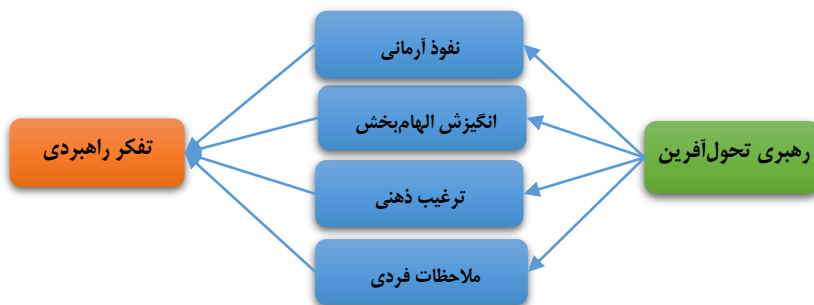 نفوذ آرمانی
انگیزش الهام‌بخش
رهبری تحول‌آفرین
تفکر راهبردی
ترغیب ذهنی
ملاحظات فردی